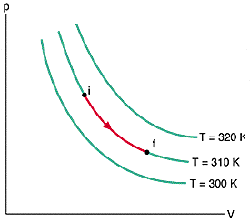 p
i
f
T = 320 K
T = 310 K
T = 300 K
V